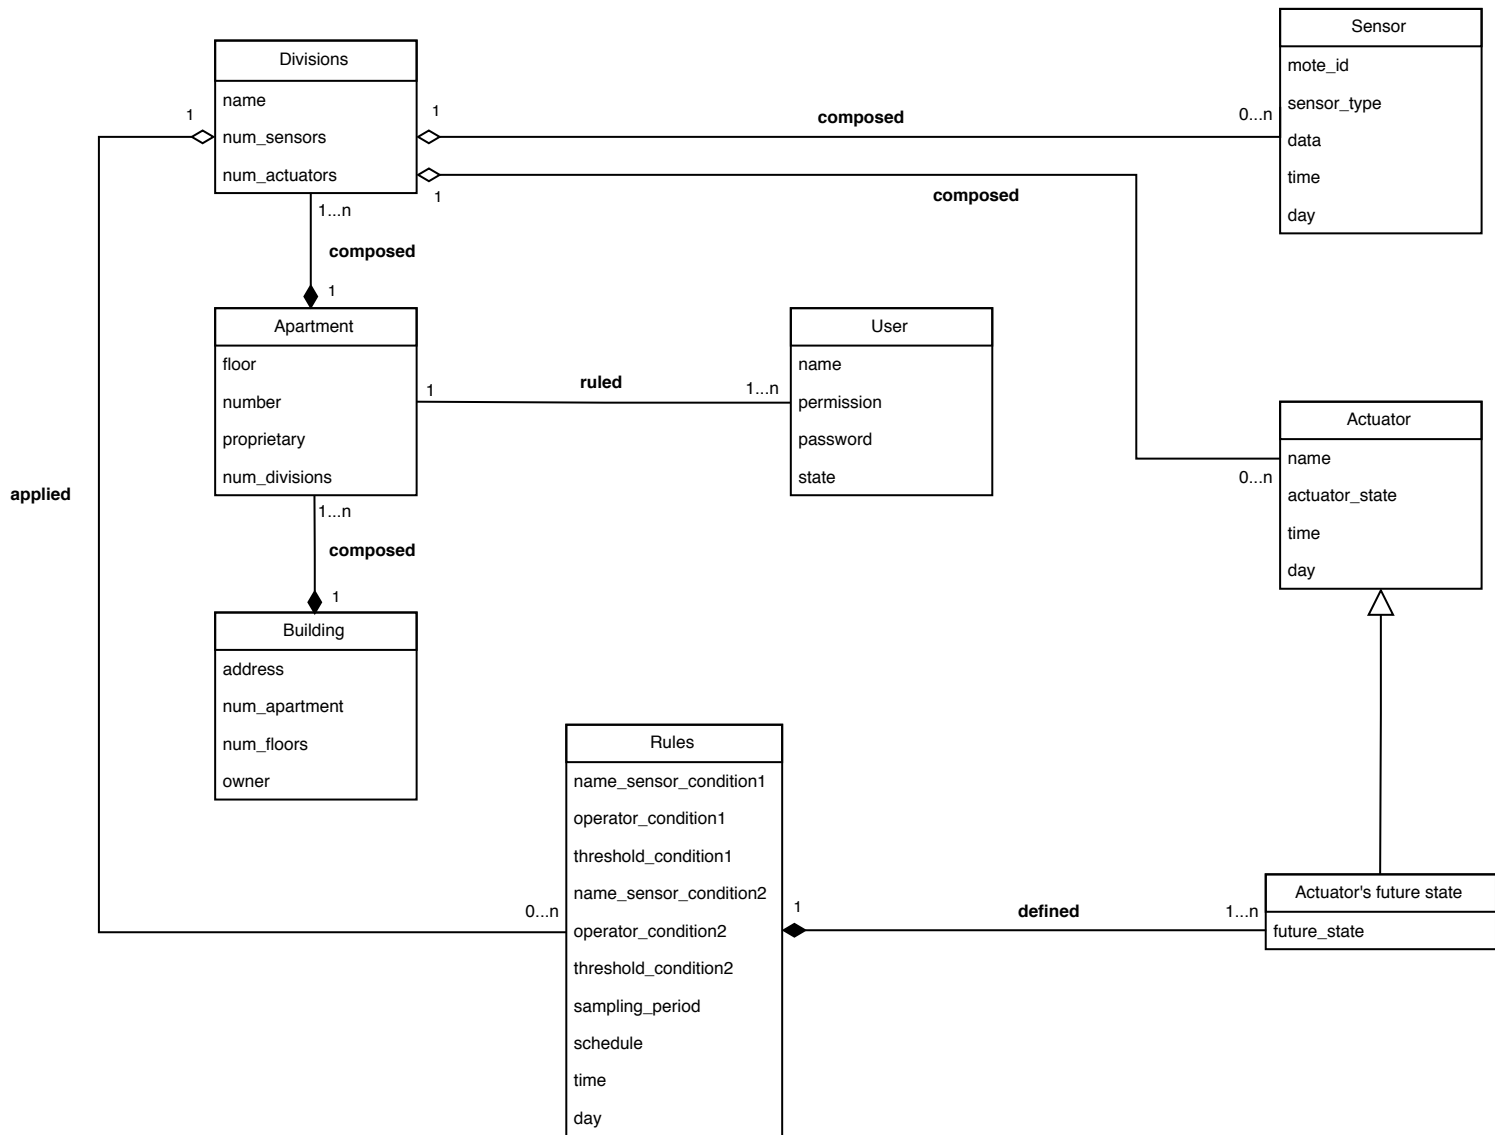 Divisions
name
num_sensors
num_actuators
1
1
1
composed
0...n
composed
Sensor
mote_id
sensor_type
data
time
day
1...n
composed
1
Apartment
floor
number
proprietary
num_divisions
1
ruled
1...n
User
name
permission
password
state
Actuator
name
actuator_state
time
day
0...n
applied
1...n
composed
1
Building
address
num_apartment
num_floors
owner
Rules
name_sensor_condition1
operator_condition1
threshold_condition1
name_sensor_condition2
operator_condition2
threshold_condition2
sampling_period
schedule
time
day
0...n
1
defined
1...n
Actuator's future state
future_state